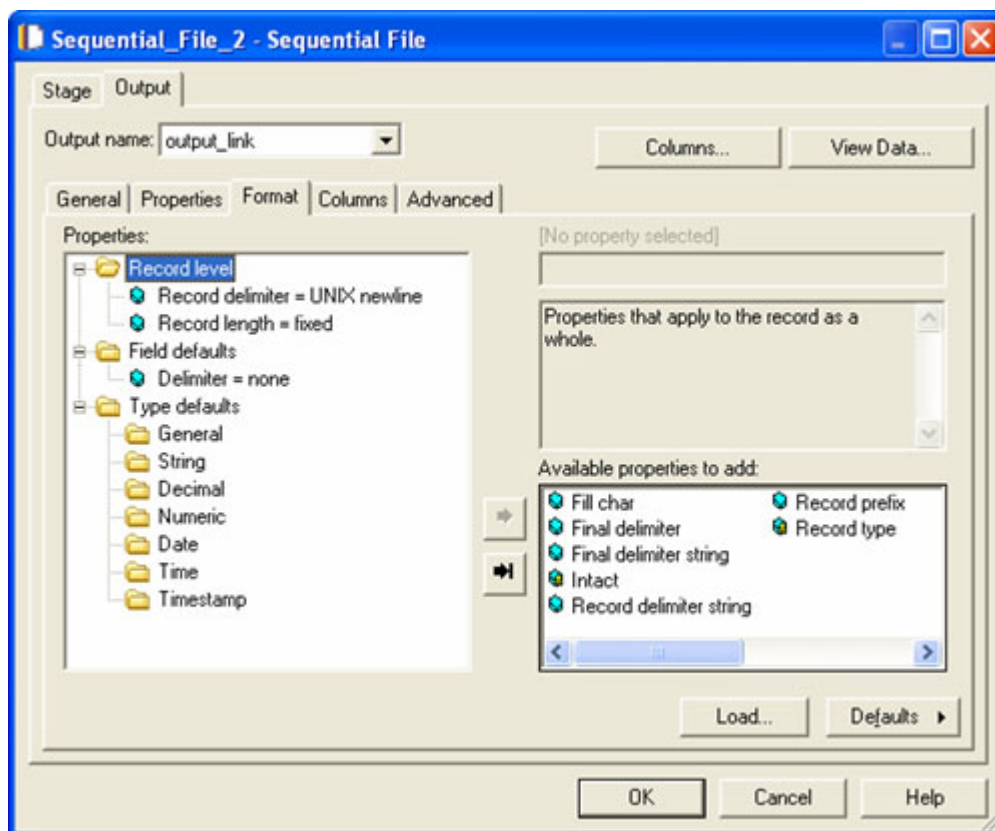 Sequential_File_2 - Sequential File
Stage Output
Output name: output_link Columns... View Data...
General Properties Format Columns Advanced
Properties:
Record level
Record delimiter = UNIX newline
Record length = fixed
Field defaults
Delimiter = none
Type defaults
General
String
Decimal
Numeric
Date
Time
Timestamp
[No property selected]
Properties that apply to the record as a
whole.
Available properties to add:
Fill char Record prefix
Final delimiter Record type
Final delimiter string
Intact
Record delimiter string
Load... Defaults
OK Cancel Help